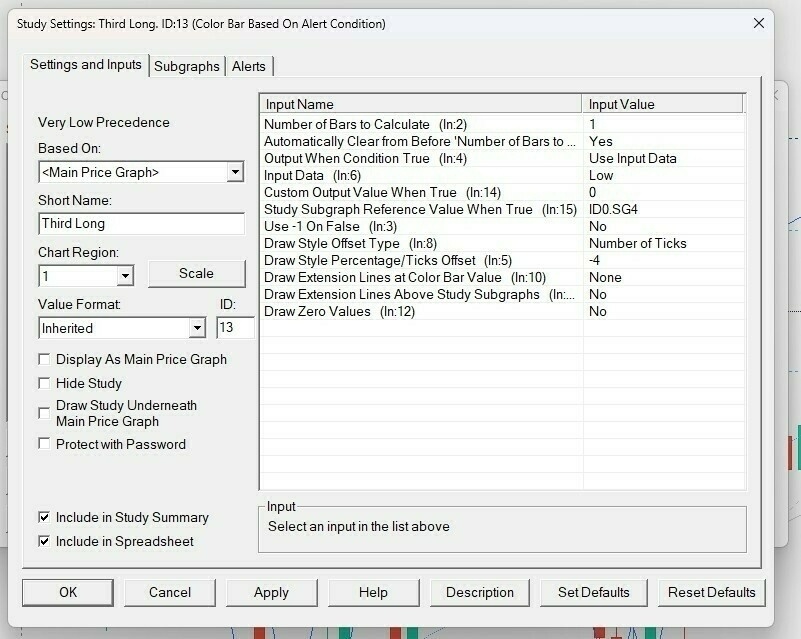 Study Settings: Third Long. ID:13 (Color Bar Based On Alert Condition)
Settings and Inputs
Subgraphs
Alerts
Very Low Precedence
Based On:
<Main Price Graph>
Short Name:
Third Long
Chart Region:
1
Scale
Value Format:
ID:
Inherited
13
Display As Main Price Graph
Hide Study
Draw Study Underneath
Main Price Graph
Protect with Password
Include in Study Summary
Include in Spreadsheet
Input Name Input Value
Number of Bars to Calculate (In:2) 1
Automatically Clear from Before 'Number of Bars to ... Yes
Output When Condition True (In:4) Use Input Data
Input Data (In:6) Low
Custom Output Value When True (In:14) 0
Study Subgraph Reference Value When True (In:15) ID0.SG4
Use -1 On False (In:3) No
Draw Style Offset Type (In:8) Number of Ticks
Draw Style Percentage/Ticks Offset (In:5) -4
Draw Extension Lines at Color Bar Value (In:10) None
Draw Extension Lines Above Study Subgraphs (In:... No
Draw Zero Values (In:12) No
Input
Select an input in the list above
OK
Cancel
Apply
Help
Description
Set Defaults
Reset Defaults